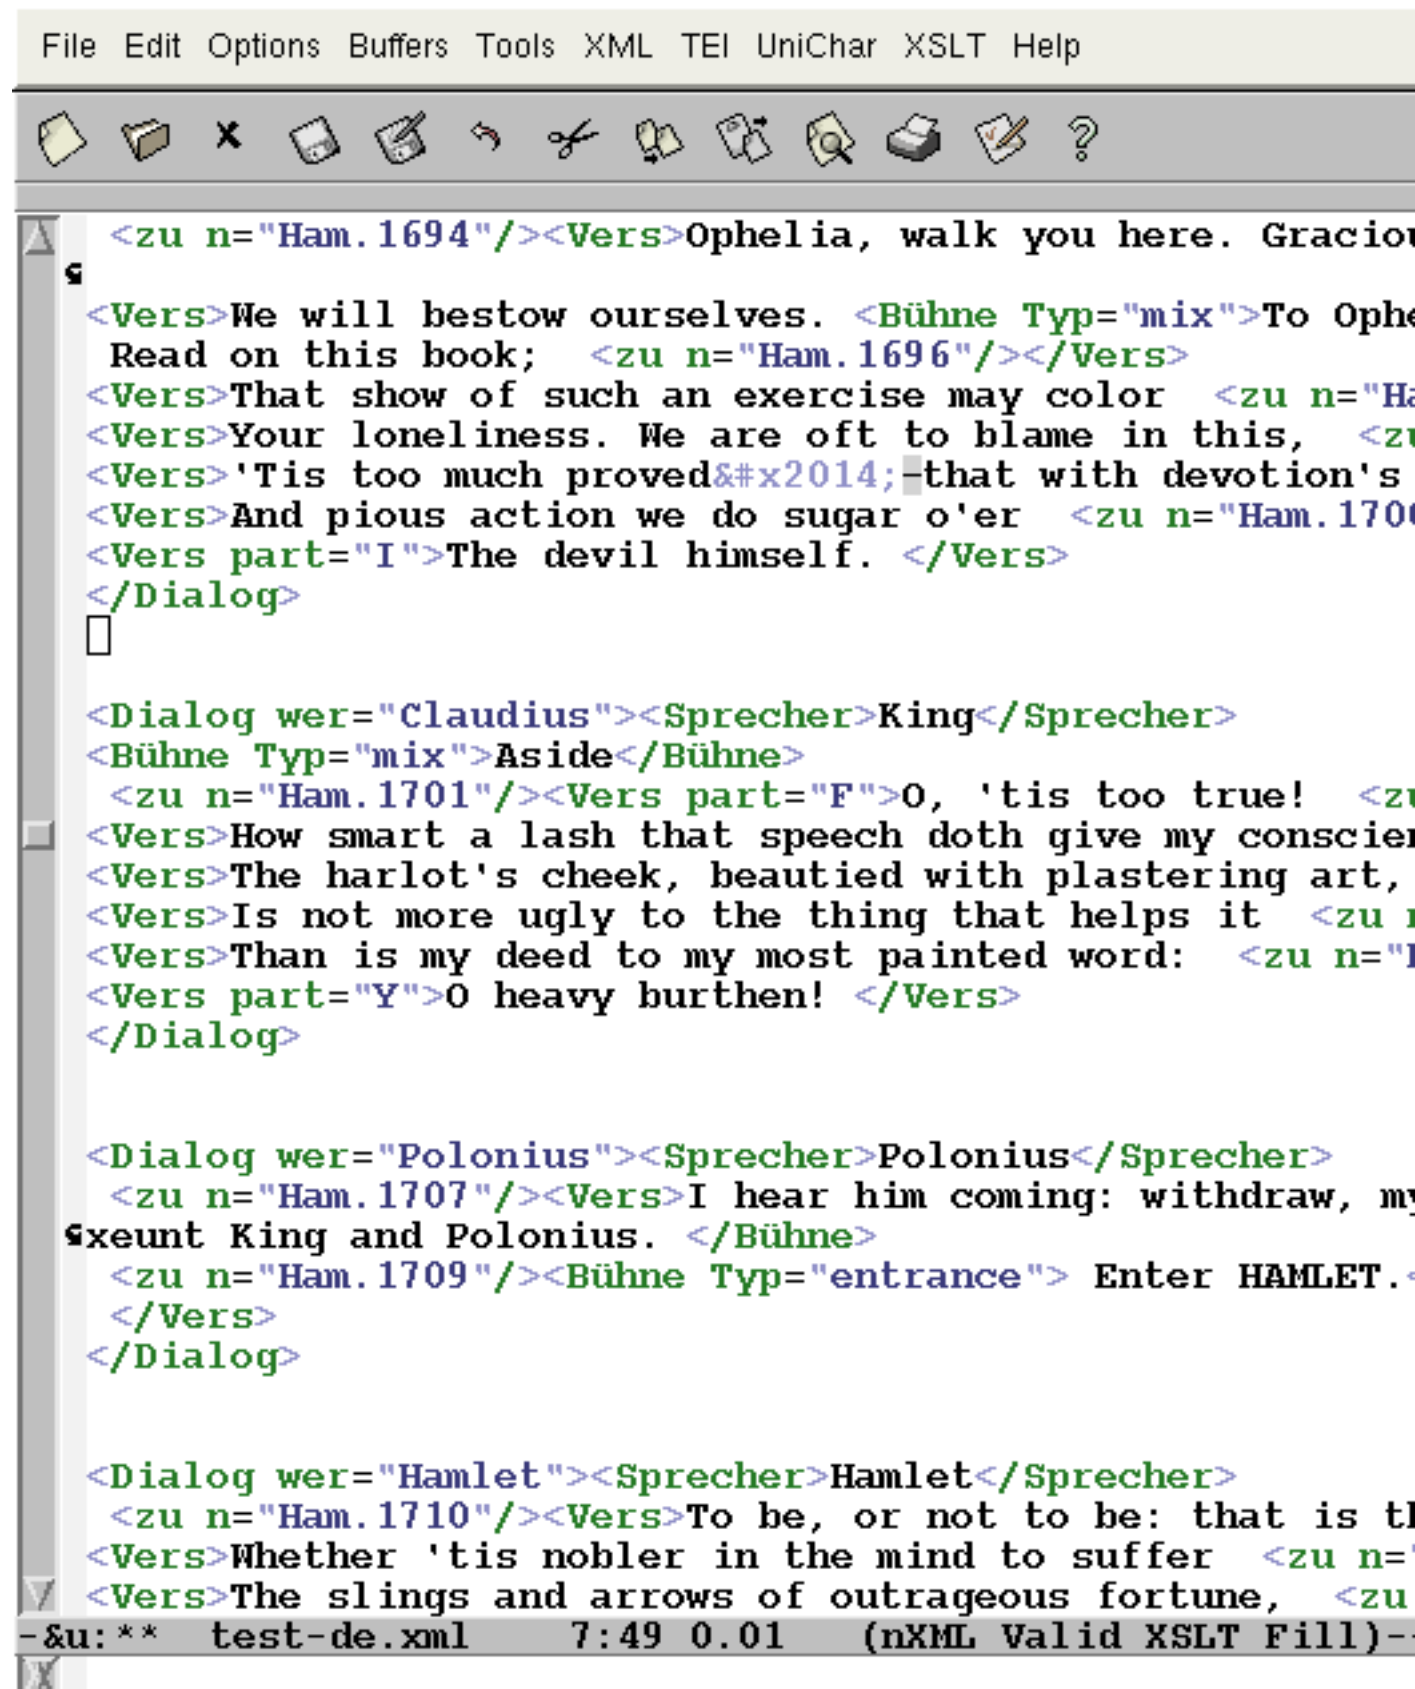 File Edit Options Buffers Tools XML TEI UniChar XSLT Help
<zu n="Ham.1694"/><Vers>Ophelia, walk you here. Graciou
<Vers>We will bestow ourselves. <Bühne Typ="mix">To Ophe
Read on this book;  <zu n="Ham.1696"/></Vers>
<Vers>That show of such an exercise may color  <zu n="Ha
<Vers>Your loneliness. We are oft to blame in this,  <zu
<Vers>'Tis too much proved&#x2014;—that with devotion's
<Vers>And pious action we do sugar o'er  <zu n="Ham.1700
<Vers part="I">The devil himself. </Vers>
</Dialog>
<Dialog wer="Claudius"><Sprecher>King</Sprecher>
<Bühne Typ="mix">Aside</Bühne>
<zu n="Ham.1701"/><Vers part="F">O, 'tis too true!  <zu
<Vers>How smart a lash that speech doth give my conscien
<Vers>The harlot's cheek, beautied with plastering art,
<Vers>Is not more ugly to the thing that helps it  <zu n
<Vers>Than is my deed to my most painted word:  <zu n="H
<Vers part="Y">O heavy burthen! </Vers>
</Dialog>
<Dialog wer="Polonius"><Sprecher>Polonius</Sprecher>
<zu n="Ham.1707"/><Vers>I hear him coming: withdraw, my
xeunt King and Polonius. </Bühne>
<zu n="Ham.1709"/><Bühne Typ="entrance"> Enter HAMLET.<
</Vers>
</Dialog>
<Dialog wer="Hamlet"><Sprecher>Hamlet</Sprecher>
<zu n="Ham.1710"/><Vers>To be, or not to be: that is th
<Vers>Whether 'tis nobler in the mind to suffer  <zu n="
<Vers>The slings and arrows of outrageous fortune,  <zu
-&u:**  test-de.xml    7:49 0.01   (nXML Valid XSLT Fill)--